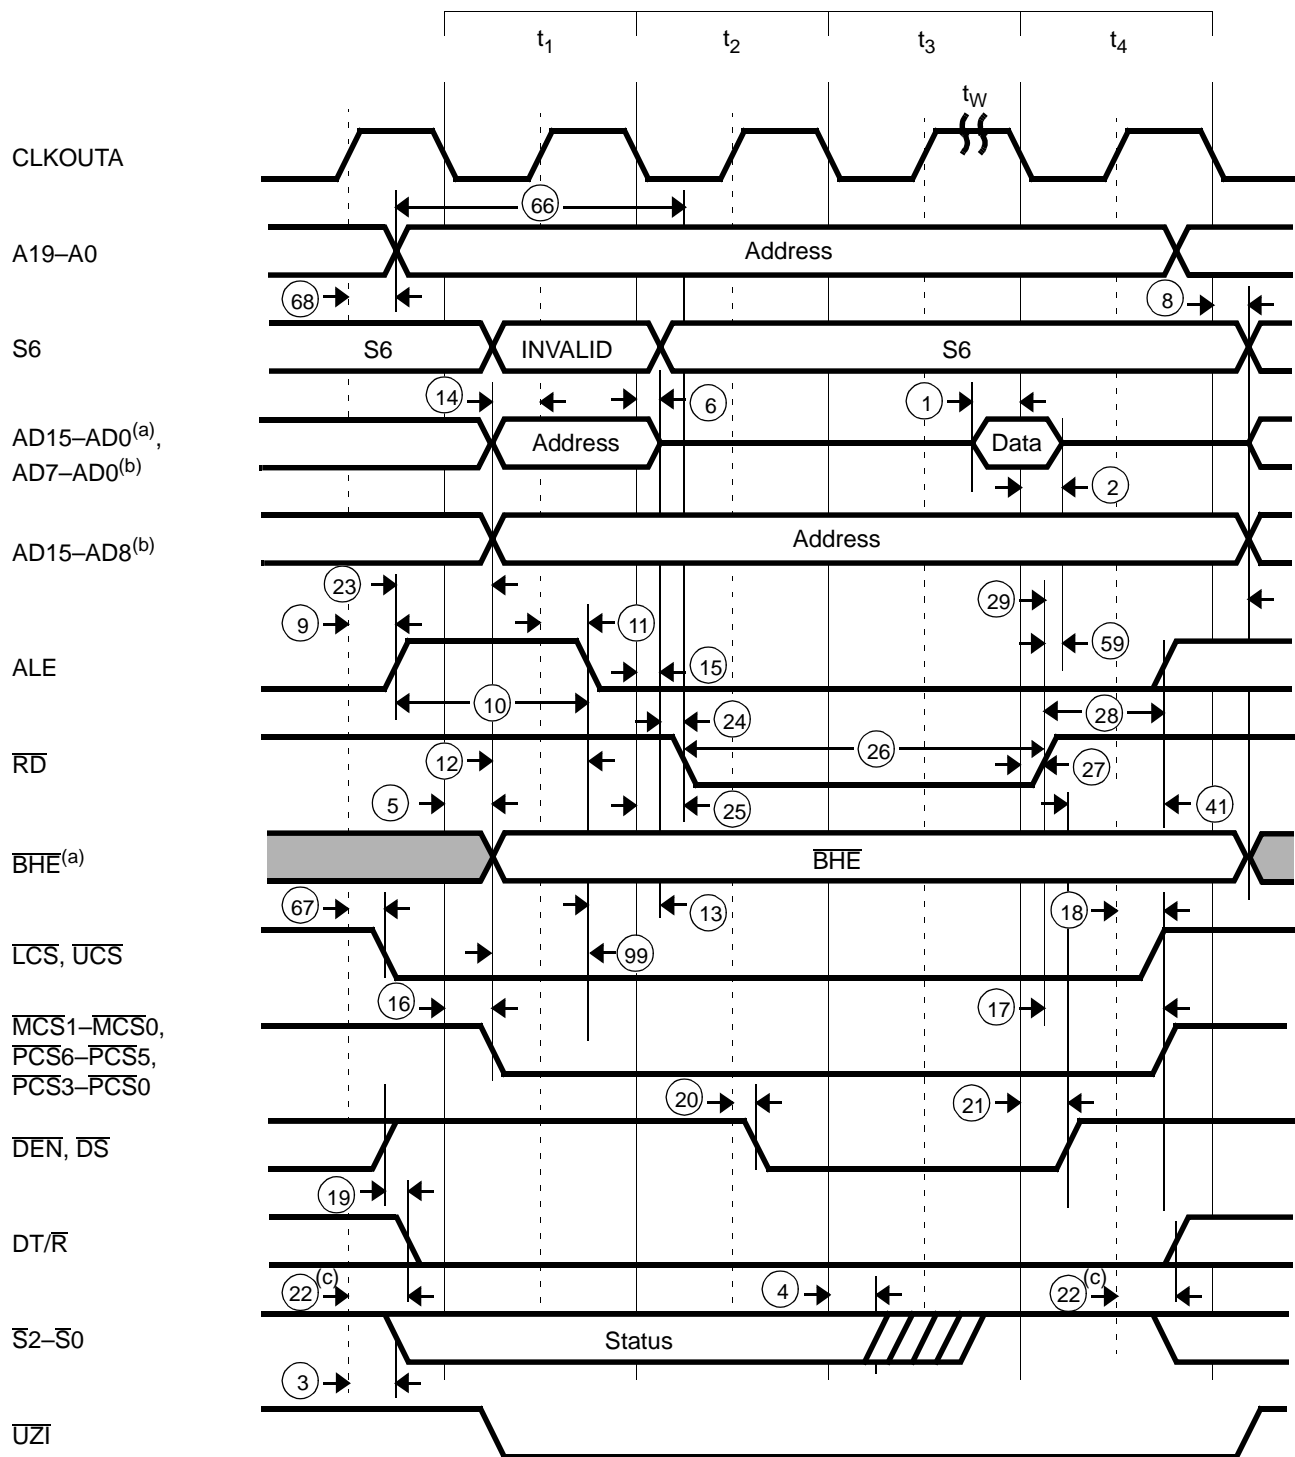 t1 t2 t3 t4
tW
CLKOUTA
66
A19–A0 Address
68 8
S6 S6 INVALID S6
14 6 1
AD15–AD0(a), Address Data
AD7–AD0(b)
2
AD15–AD8(b) Address
23 29
9 11 59
ALE 15
10 24 28
RD 12 26 27
5 25 41
BHE(a) BHE
67 13 18
LCS, UCS 99
16 17
MCS1–MCS0,
PCS6–PCS5,
PCS3–PCS0
20 21
DEN, DS
19
DT/R
22(c) 4 22(c)
S2–S0 Status
3
UZI